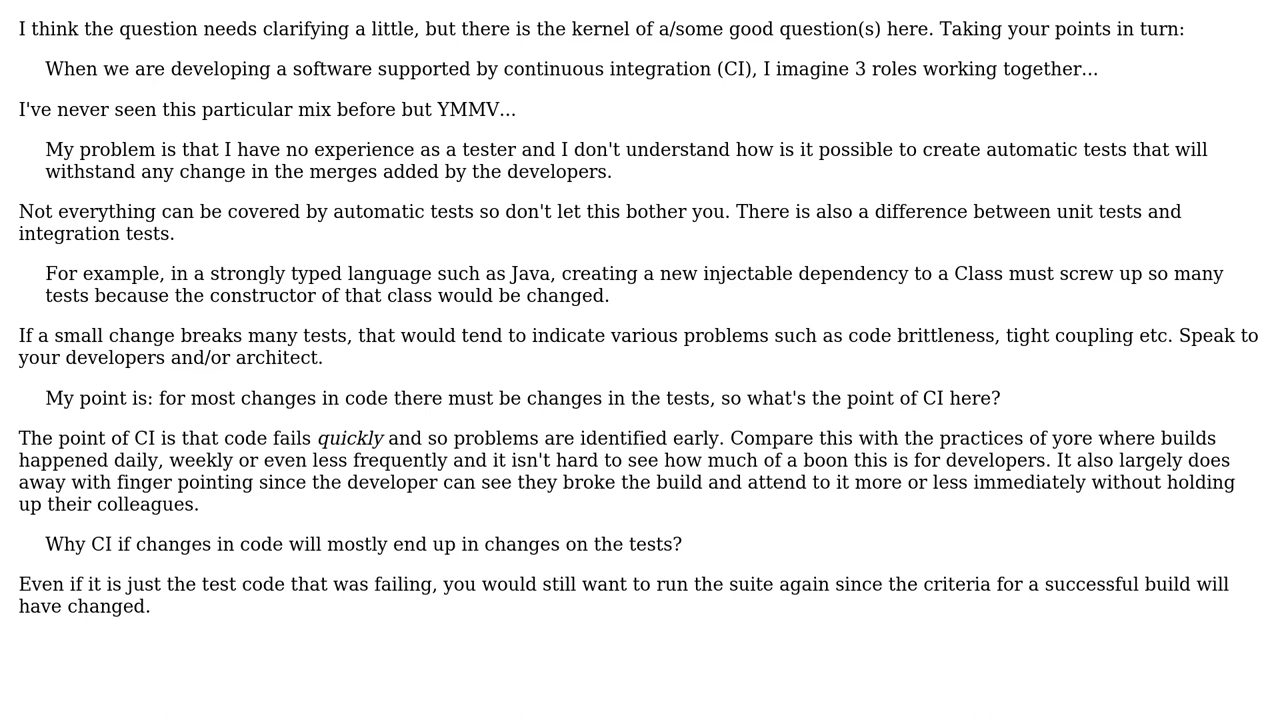 I think the question needs clarifying a little, but there is the kernel of a/some good question(s) here. Taking your points in turn:
When we are developing a software supported by continuous integration (CI), I imagine 3 roles working together...
I've never seen this particular mix before but YMMV...
My problem is that I have no experience as a tester and I don't understand how is it possible to create automatic tests that will
withstand any change in the merges added by the developers.
Not everything can be covered by automatic tests so don't let this bother you. There is also a difference between unit tests and
integration tests.
For example, in a strongly typed language such as Java, creating a new injectable dependency to a Class must screw up so many
tests because the constructor of that class would be changed.
If a small change breaks many tests, that would tend to indicate various problems such as code brittleness, tight coupling etc. Speak to
your developers and/or architect.
My point is: for most changes in code there must be changes in the tests, so what's the point of CI here?
The point of CI is that code fails quickly and so problems are identified early. Compare this with the practices of yore where builds
happened daily, weekly or even less frequently and it isn't hard to see how much of a boon this is for developers. It also largely does
away with finger pointing since the developer can see they broke the build and attend to it more or less immediately without holding
up their colleagues.
Why CI if changes in code will mostly end up in changes on the tests?
Even if it is just the test code that was failing, you would still want to run the suite again since the criteria for a successful build will
have changed.